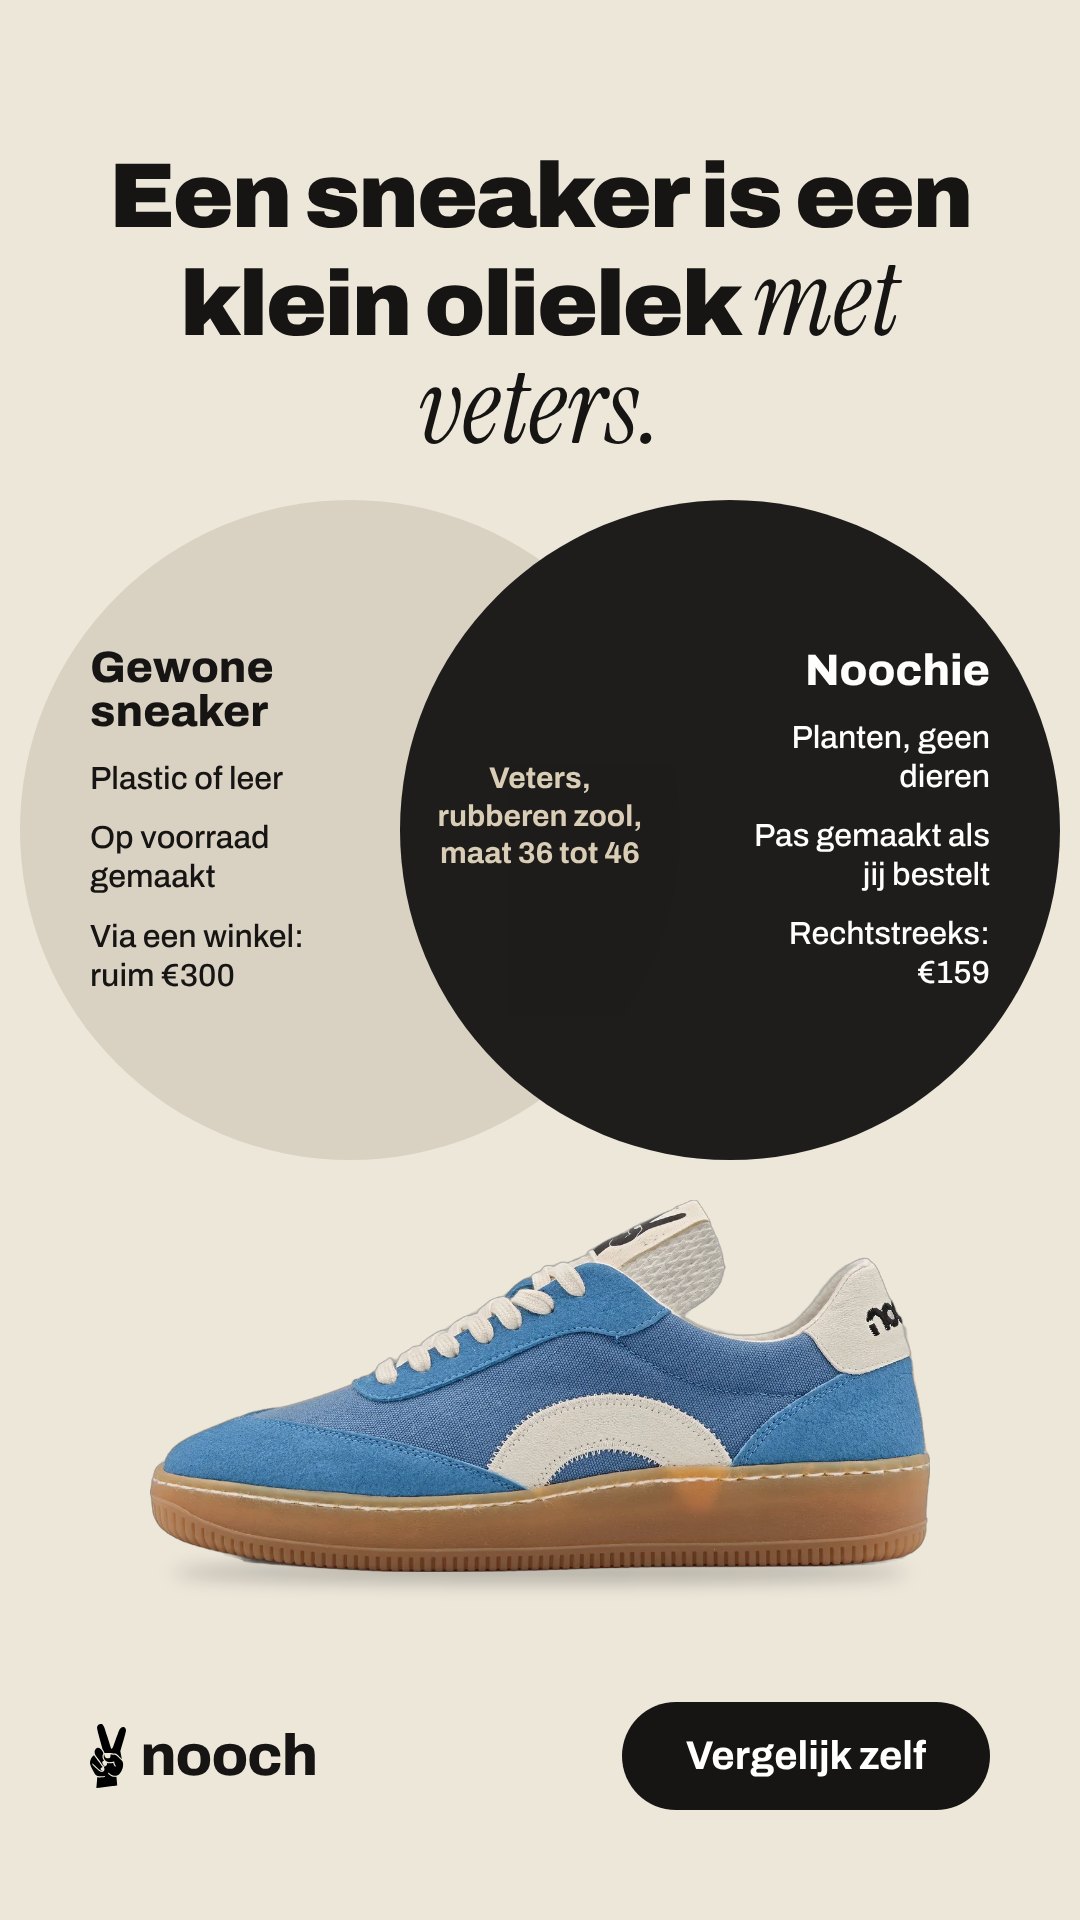 Een sneaker is een
klein olielek met
veters.
Gewone
sneaker
Plastic of leer
Op voorraad
gemaakt
Via een winkel:
ruim €300
Veters,
rubberen zool,
maat 36 tot 46
Noochie
Planten, geen
dieren
Pas gemaakt als
jij bestelt
Rechtstreeks:
€159
nooch
Vergelijk zelf